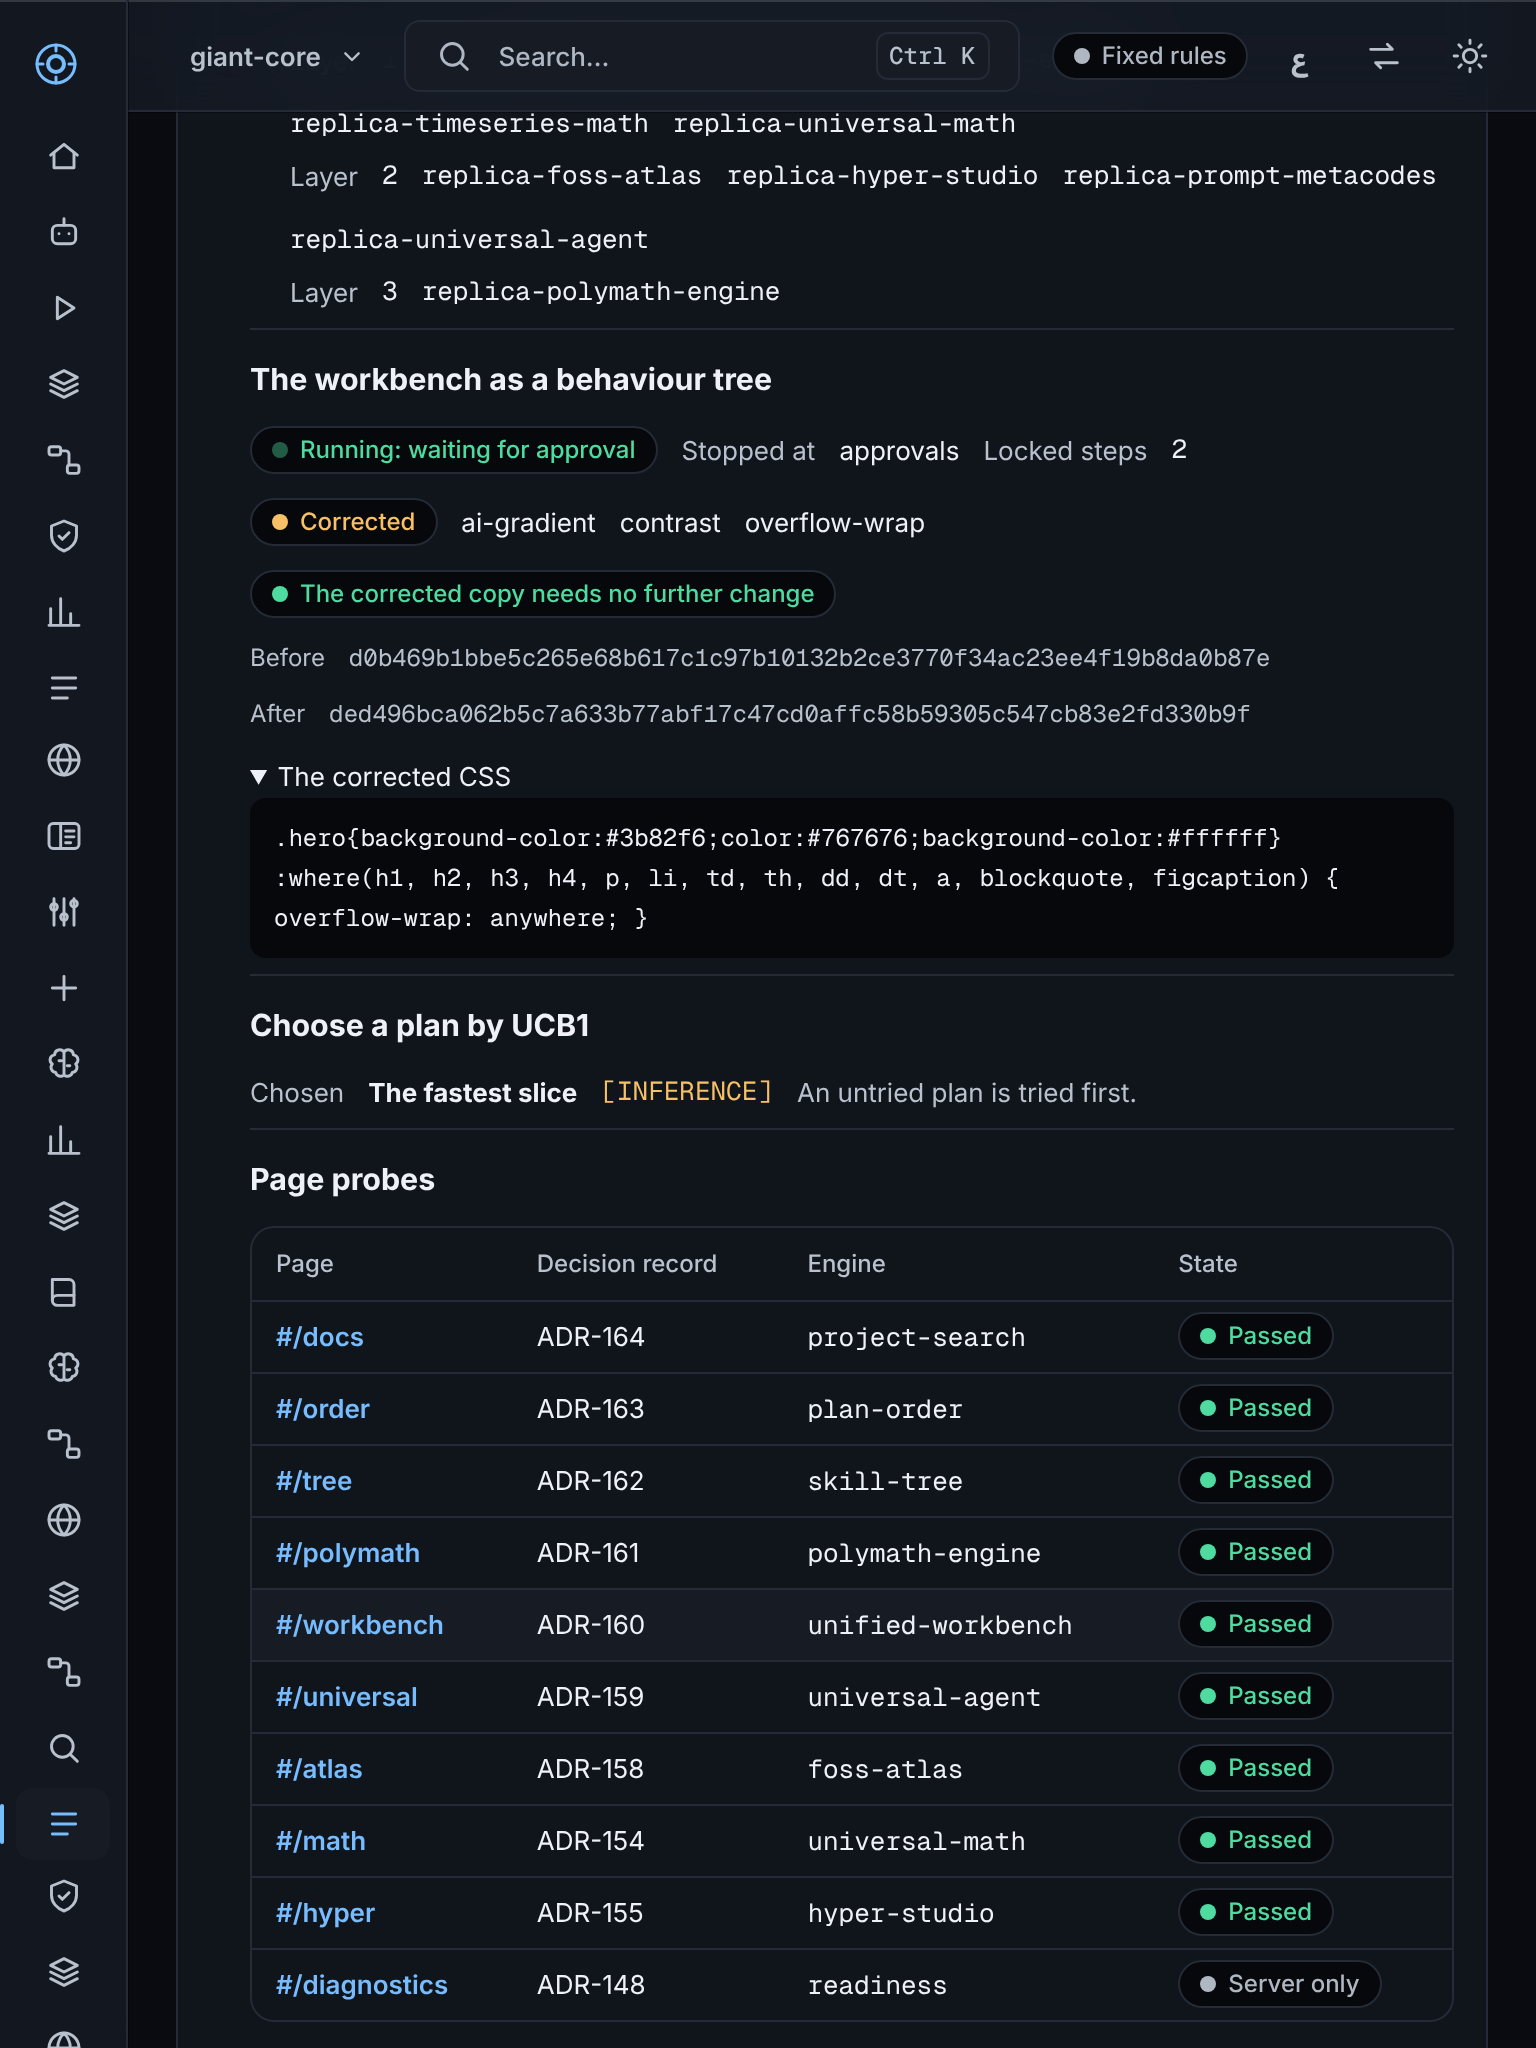 giant-core
Search...
Ctrl K
Fixed rules
ع
replica-timeseries-math replica-universal-math
Layer 2 replica-foss-atlas replica-hyper-studio replica-prompt-metacodes
replica-universal-agent
Layer 3 replica-polymath-engine
The workbench as a behaviour tree
Running: waiting for approval Stopped at approvals Locked steps 2
Corrected ai-gradient contrast overflow-wrap
The corrected copy needs no further change
Before d0b469b1bbe5c265e68b617c1c97b10132b2ce3770f34ac23ee4f19b8da0b87e
After ded496bca062b5c7a633b77abf17c47cd0affc58b59305c547cb83e2fd330b9f
▼ The corrected CSS
.hero{background-color:#3b82f6;color:#767676;background-color:#ffffff}
:where(h1, h2, h3, h4, p, li, td, th, dd, dt, a, blockquote, figcaption) {
overflow-wrap: anywhere; }
Choose a plan by UCB1
Chosen The fastest slice [INFERENCE] An untried plan is tried first.
Page probes
Page Decision record Engine State
#/docs ADR-164 project-search Passed
#/order ADR-163 plan-order Passed
#/tree ADR-162 skill-tree Passed
#/polymath ADR-161 polymath-engine Passed
#/workbench ADR-160 unified-workbench Passed
#/universal ADR-159 universal-agent Passed
#/atlas ADR-158 foss-atlas Passed
#/math ADR-154 universal-math Passed
#/hyper ADR-155 hyper-studio Passed
#/diagnostics ADR-148 readiness Server only